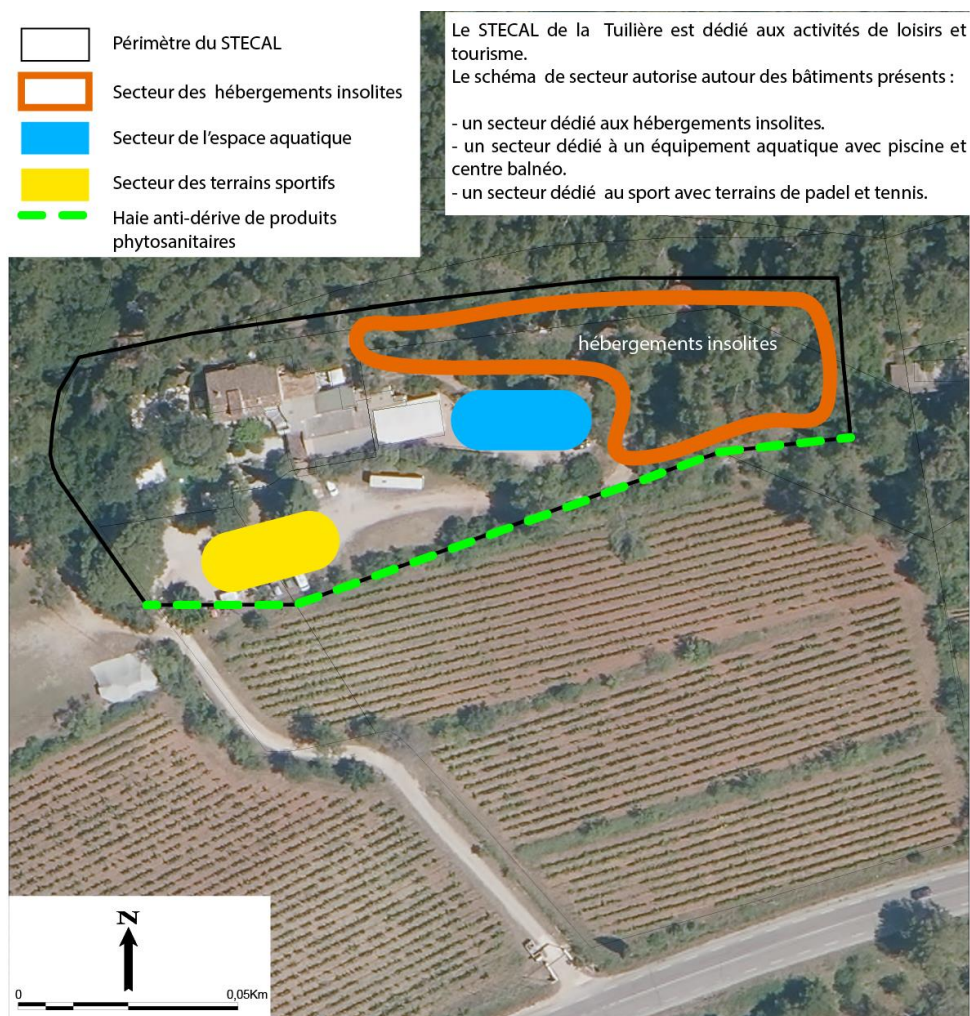 Périmètre du STECAL
Secteur des hébergements insolites
Secteur de l'espace aquatique
Secteur des terrains sportifs
Haie anti-dérive de produits
phytosanitaires
Le STECAL de la Tuilière est dédié aux activités de loisirs et
tourisme.
Le schéma de secteur autorise autour des bâtiments présents :
- un secteur dédié aux hébergements insolites.
- un secteur dédié à un équipement aquatique avec piscine et
centre balnéo.
- un secteur dédié au sport avec terrains de padel et tennis.
hébergements insolites
N
0 0,05Km